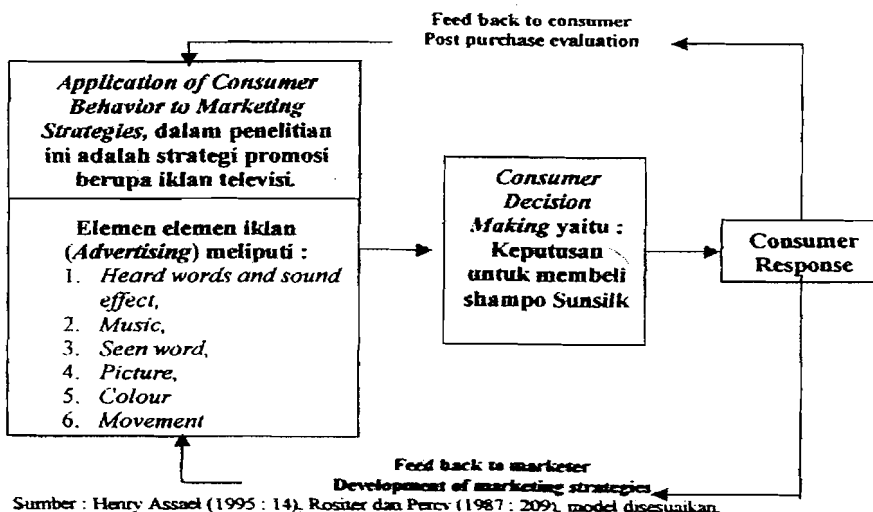 Feed back to consumer
Post purchase evaluation
Application of Consumer
Behavior to Marketing
Strategies, dalam penelitian
ini adalah strategi promosi
berupa iklan televisi.
Elemen elemen iklan
(Advertising) meliputi :
1. Heard words and sound
effect,
2. Music,
3. Seen word,
4. Picture,
5. Colour
6. Movement
Consumer
Decision
Making yaitu :
Keputusan
untuk membeli
shampo Sunsilk
Consumer
Response
Feed back to marketer
Development of marketing strategies
Sumber : Henry Assael (1995 : 14), Rositer dan Percy (1987 : 209), model disesuaikan.